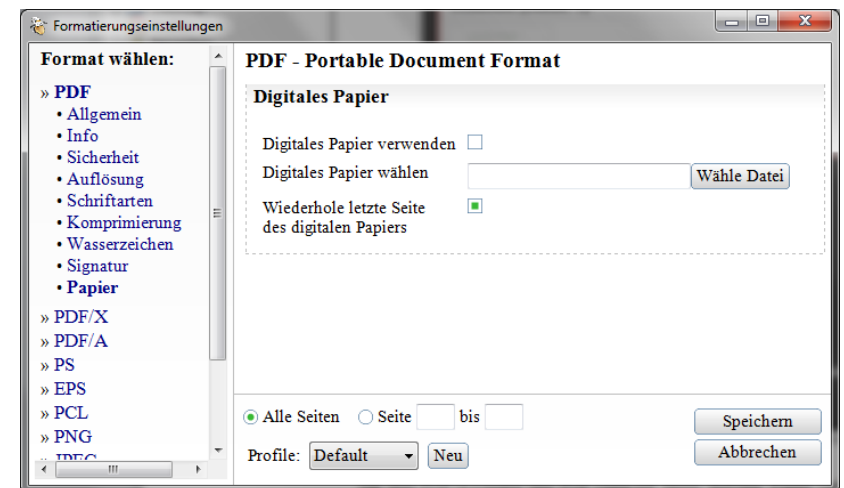 Formatierungseinstellungen
Format wählen:
» PDF
• Allgemein
• Info
• Sicherheit
• Auflösung
• Schriftarten
• Komprimierung
• Wasserzeichen
• Signatur
• Papier
» PDF/X
» PDF/A
» PS
» EPS
» PCL
» PNG
PDF - Portable Document Format
Digitales Papier
Digitales Papier verwenden
Digitales Papier wählen
Wähle Datei
Wiederhole letzte Seite
des digitalen Papiers
Alle Seiten Seite bis
Profile: Default Neu
Speichern
Abbrechen